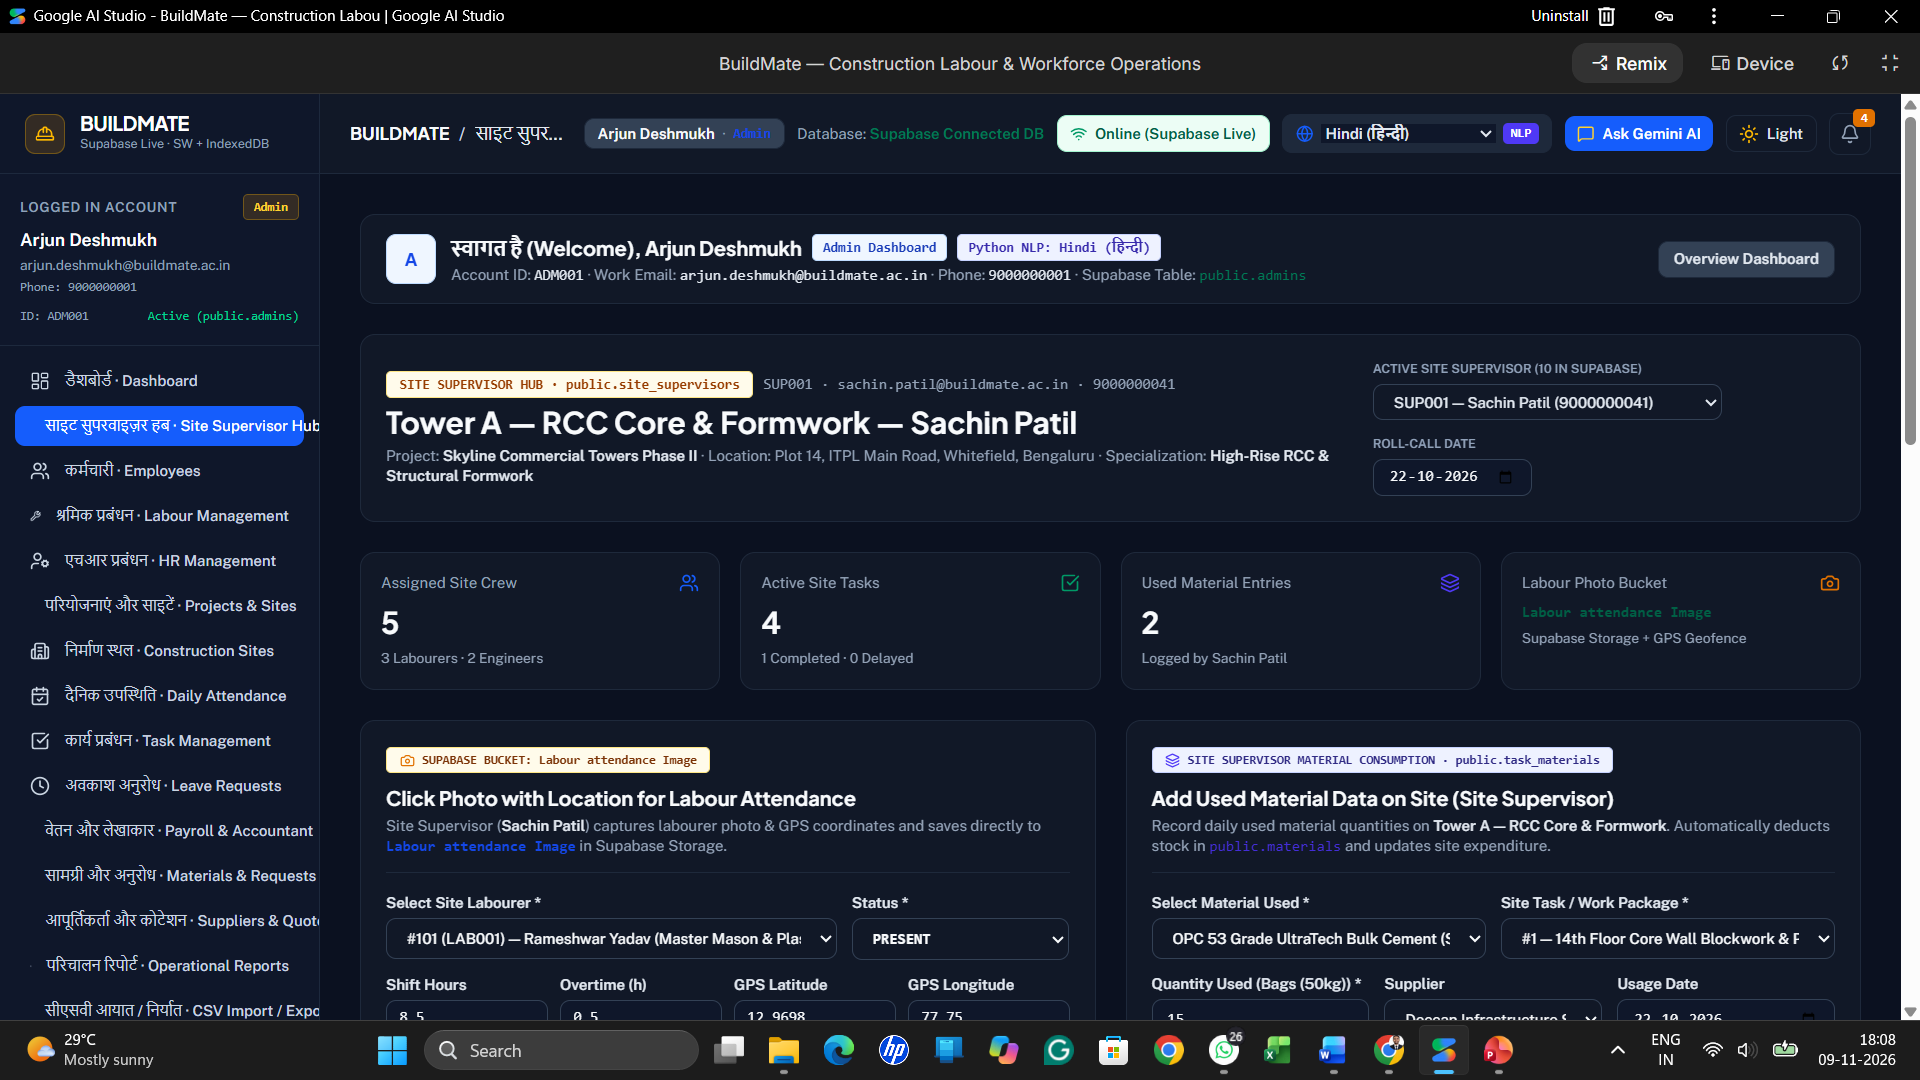 Google AI Studio - BuildMate — Construction Labou | Google AI Studio
Uninstall
BuildMate — Construction Labour & Workforce Operations
Remix
Device
BUILDMATE
Supabase Live · SW + IndexedDB
BUILDMATE / साइट सुपर...
Arjun Deshmukh · Admin
Database: Supabase Connected DB
Online (Supabase Live)
Hindi (हिन्दी)
NLP
Ask Gemini AI
Light
4
LOGGED IN ACCOUNT
Admin
Arjun Deshmukh
arjun.deshmukh@buildmate.ac.in
Phone: 9000000001
ID: ADM001
Active (public.admins)
डैशबोर्ड · Dashboard
साइट सुपरवाइज़र हब · Site Supervisor Hub
कर्मचारी · Employees
श्रमिक प्रबंधन · Labour Management
एचआर प्रबंधन · HR Management
परियोजनाएं और साइटें · Projects & Sites
निर्माण स्थल · Construction Sites
दैनिक उपस्थिति · Daily Attendance
कार्य प्रबंधन · Task Management
अवकाश अनुरोध · Leave Requests
वेतन और लेखाकार · Payroll & Accountant
सामग्री और अनुरोध · Materials & Requests
आपूर्तिकर्ता और कोटेशन · Suppliers & Quot
परिचालन रिपोर्ट · Operational Reports
सीएसवी आयात / निर्यात · CSV Import / Expo
A
स्वागत है (Welcome), Arjun Deshmukh
Admin Dashboard
Python NLP: Hindi (हिन्दी)
Account ID: ADM001 · Work Email: arjun.deshmukh@buildmate.ac.in · Phone: 9000000001 · Supabase Table: public.admins
Overview Dashboard
SITE SUPERVISOR HUB · public.site_supervisors
SUP001 · sachin.patil@buildmate.ac.in · 9000000041
Tower A — RCC Core & Formwork — Sachin Patil
Project: Skyline Commercial Towers Phase II · Location: Plot 14, ITPL Main Road, Whitefield, Bengaluru · Specialization: High-Rise RCC &
Structural Formwork
ACTIVE SITE SUPERVISOR (10 IN SUPABASE)
SUP001 — Sachin Patil (9000000041)
ROLL-CALL DATE
22-10-2026
Assigned Site Crew
5
3 Labourers · 2 Engineers
Active Site Tasks
4
1 Completed · 0 Delayed
Used Material Entries
2
Logged by Sachin Patil
Labour Photo Bucket
Labour attendance Image
Supabase Storage + GPS Geofence
SUPABASE BUCKET: Labour attendance Image
Click Photo with Location for Labour Attendance
Site Supervisor (Sachin Patil) captures labourer photo & GPS coordinates and saves directly to
Labour attendance Image in Supabase Storage.
Select Site Labourer *
Status *
#101 (LAB001) — Rameshwar Yadav (Master Mason & Plas
PRESENT
Shift Hours
Overtime (h)
GPS Latitude
GPS Longitude
8.5
0.5
12.9698
77.75
SITE SUPERVISOR MATERIAL CONSUMPTION · public.task_materials
Add Used Material Data on Site (Site Supervisor)
Record daily used material quantities on Tower A — RCC Core & Formwork. Automatically deducts
stock in public.materials and updates site expenditure.
Select Material Used *
Site Task / Work Package *
OPC 53 Grade UltraTech Bulk Cement (S
#1 — 14th Floor Core Wall Blockwork & F
Quantity Used (Bags (50kg)) *
Supplier
Usage Date
15
Deccan Infrastructure S
22-10-2026
29°C
Mostly sunny
Search
26
ENG
IN
18:08
09-11-2026